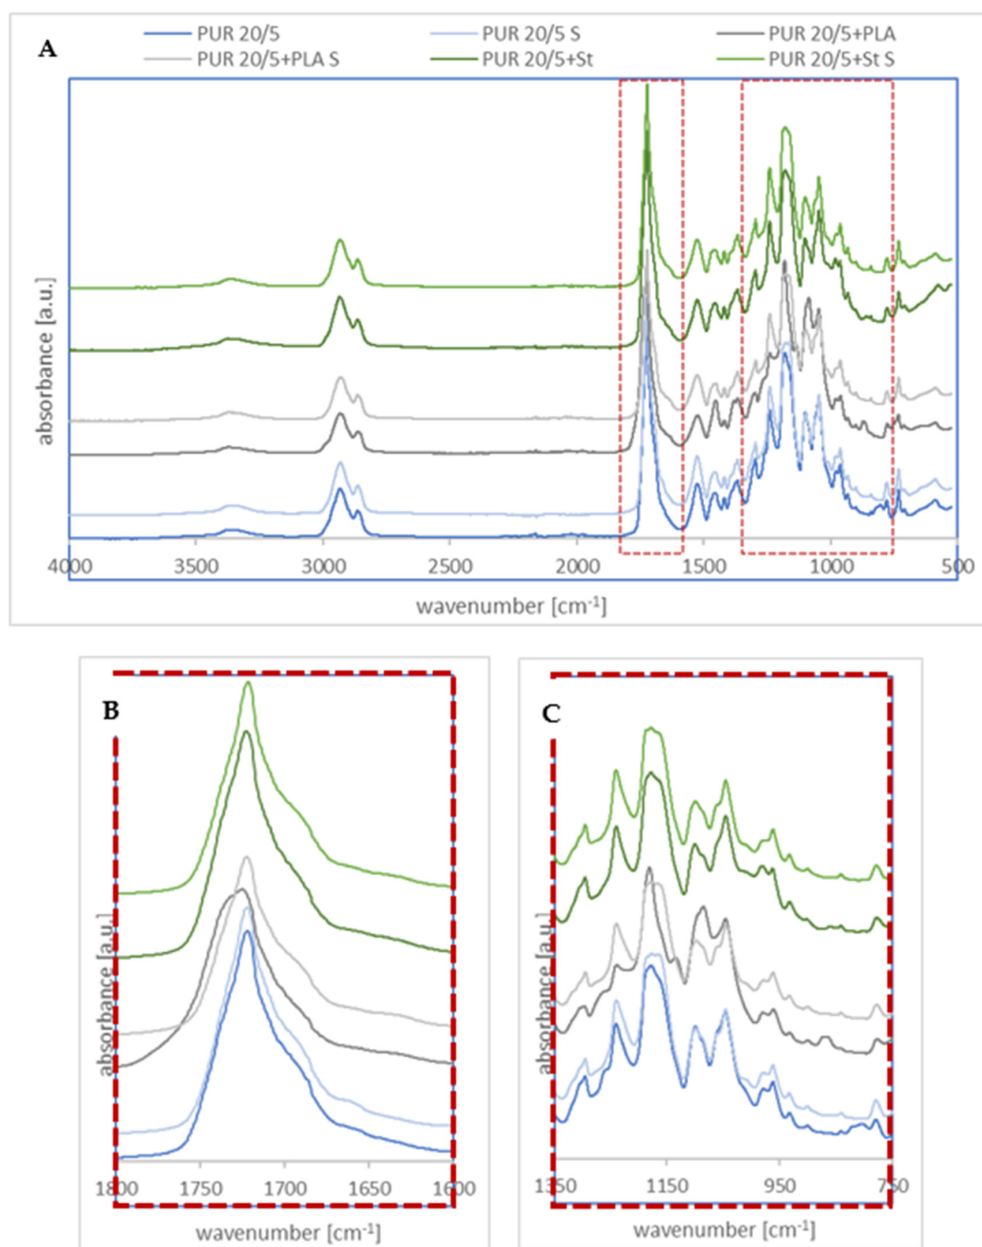 A
PUR 20/5 PUR 20/5 S PUR 20/5+PLA
PUR 20/5+PLA S PUR 20/5+St PUR 20/5+St S
absorbance [a.u.]
4000 3500 3000 2500 2000 1500 1000 500
wavenumber [cm⁻¹]
B
absorbance [a.u.]
1800 1750 1700 1650 1600
wavenumber [cm⁻¹]
C
absorbance [a.u.]
1350 1150 950 750
wavenumber [cm⁻¹]